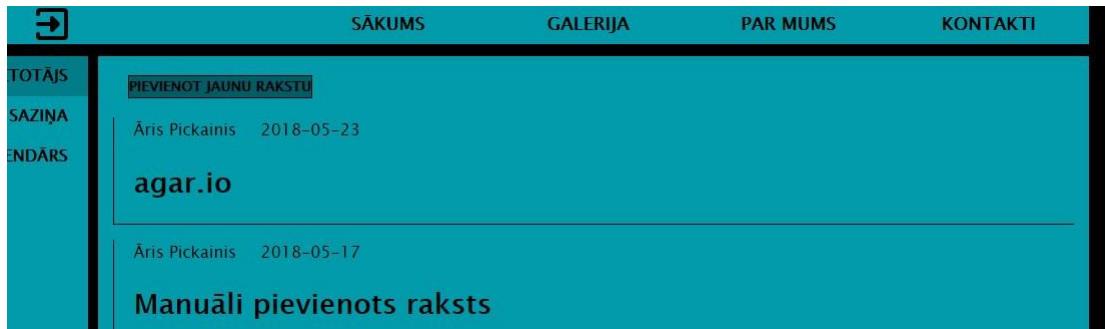 SĀKUMS GALERIJA PAR MUMS KONTAKTI
TOTĀJS
SAZIŅA
ENDĀRS
PIEVIENOT JAUNU RAKSTU
Āris Pickainis 2018-05-23
agar.io
Āris Pickainis 2018-05-17
Manuāli pievienots raksts